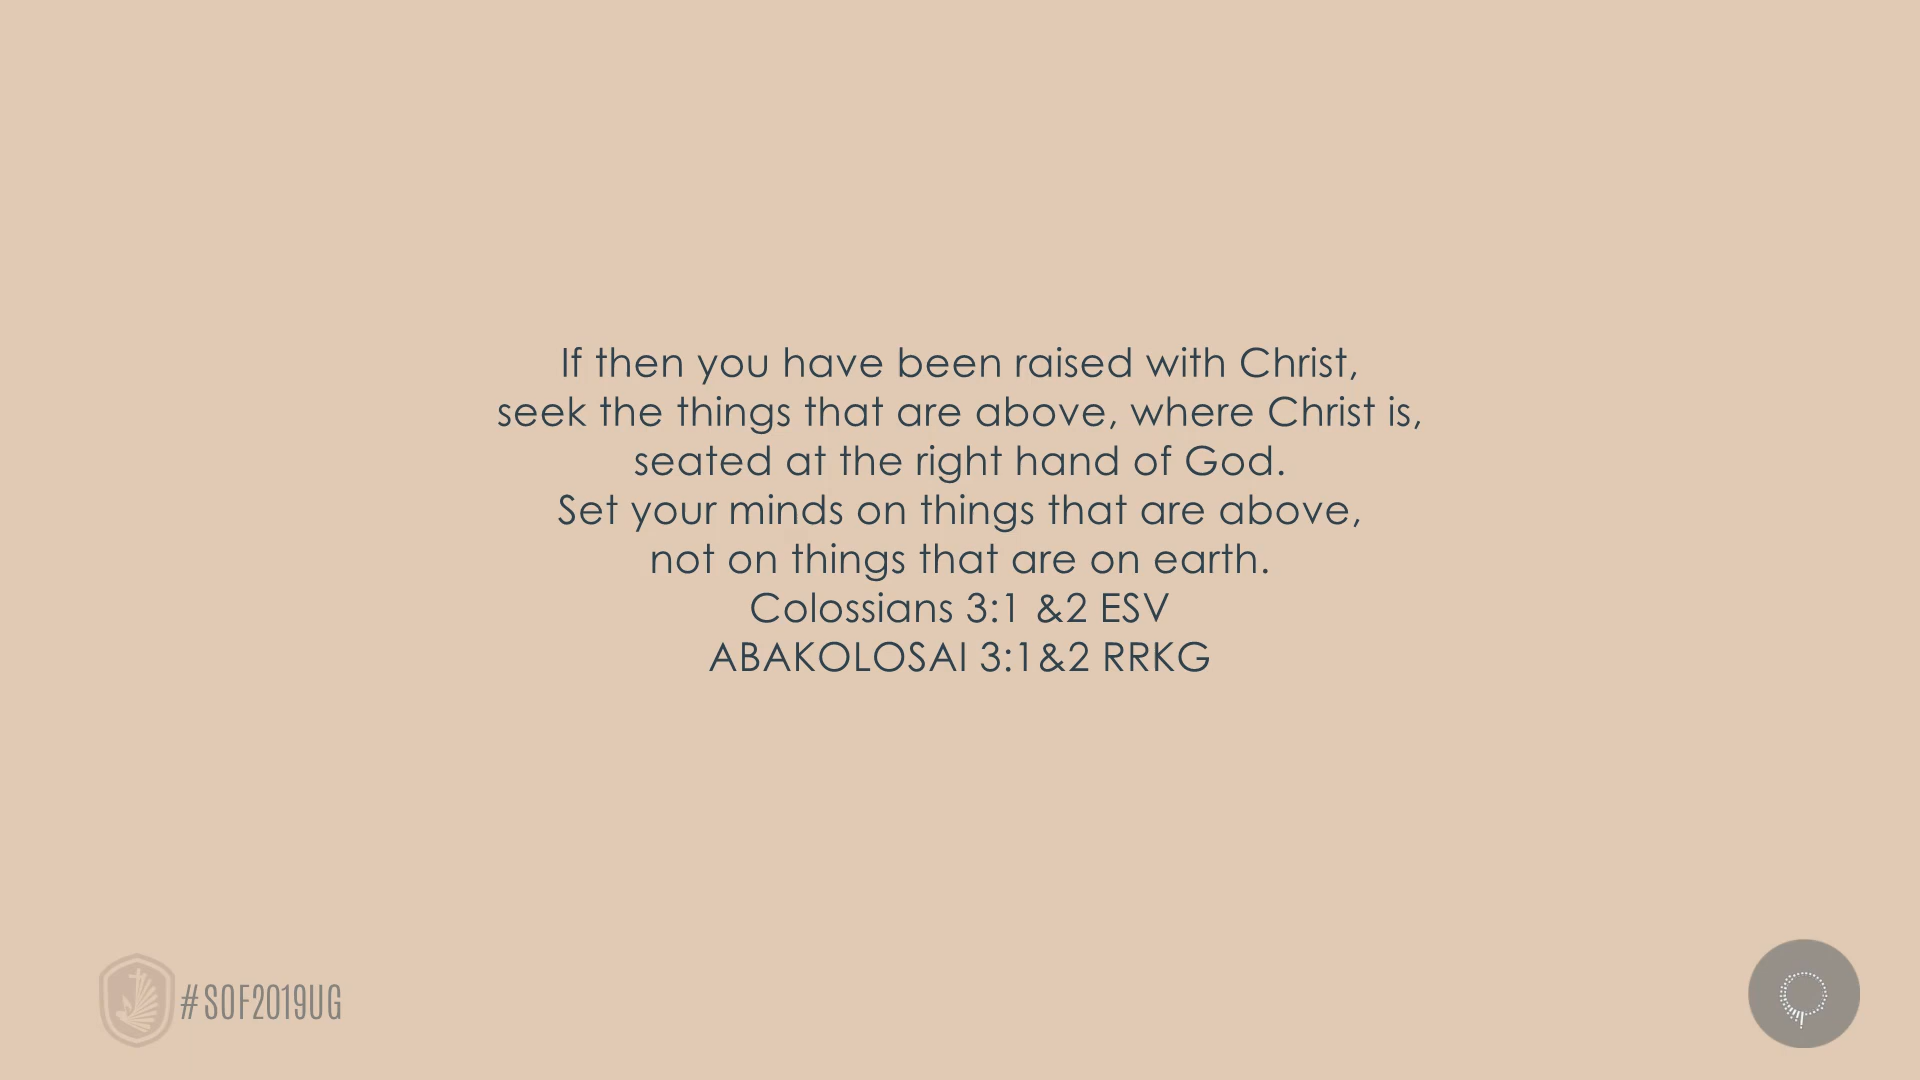 If then you have been raised with Christ,
seek the things that are above, where Christ is,
seated at the right hand of God.
Set your minds on things that are above,
not on things that are on earth.
Colossians 3:1 &2 ESV
ABAKOLOSAI 3:1&2 RRKG
#SOF2019UG